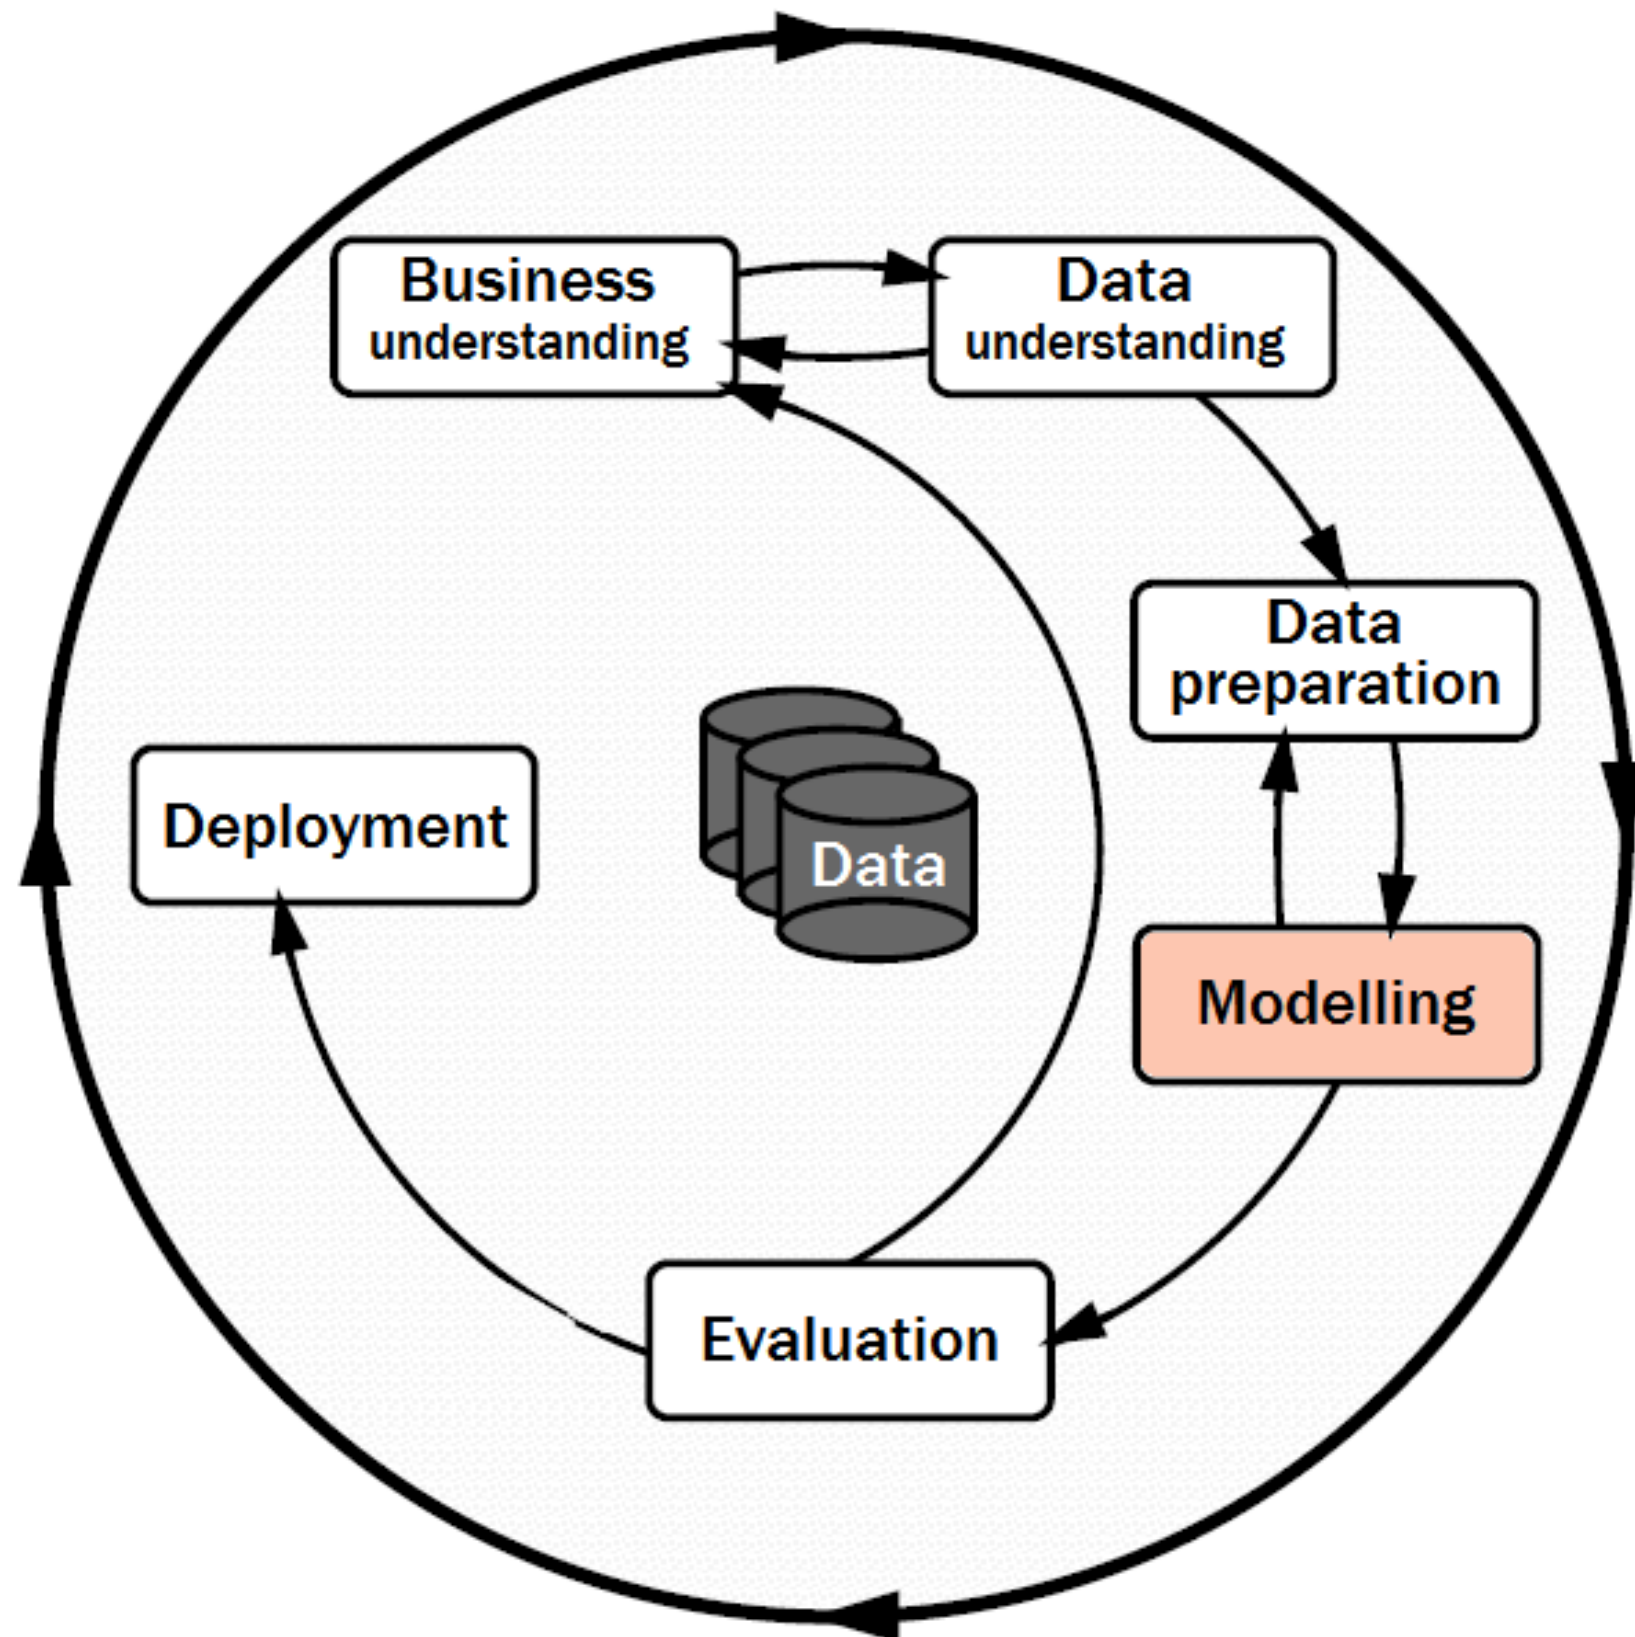 Business
understanding
Data
understanding
Data
preparation
Deployment
Data
Modelling
Evaluation